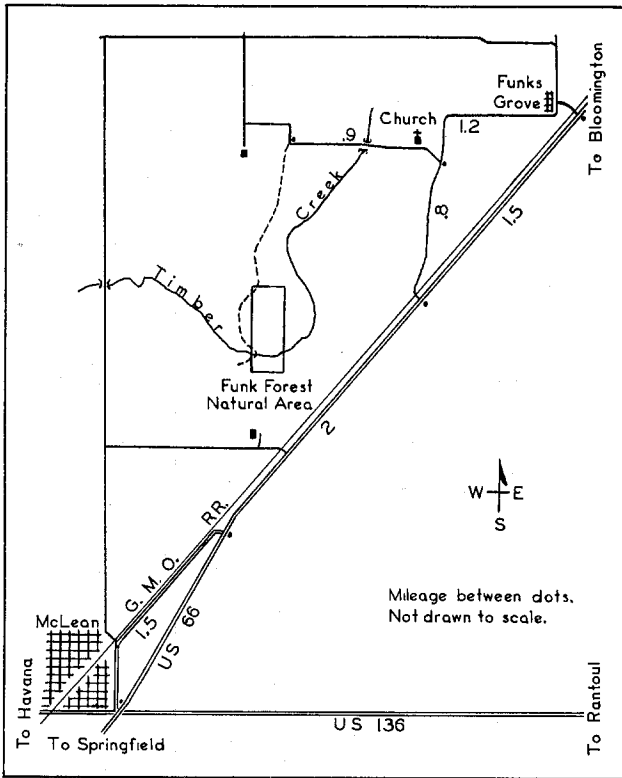 Funks
Grove
To Bloomington
Church
.9
1.2
.8
1.5
Creek
Timber
Funk Forest
Natural Area
2
G. M. O. RR.
1.5
US 66
W E
S
Mileage between dots.
Not drawn to scale.
McLean
To Havana
To Springfield
US 136
To Rantoul